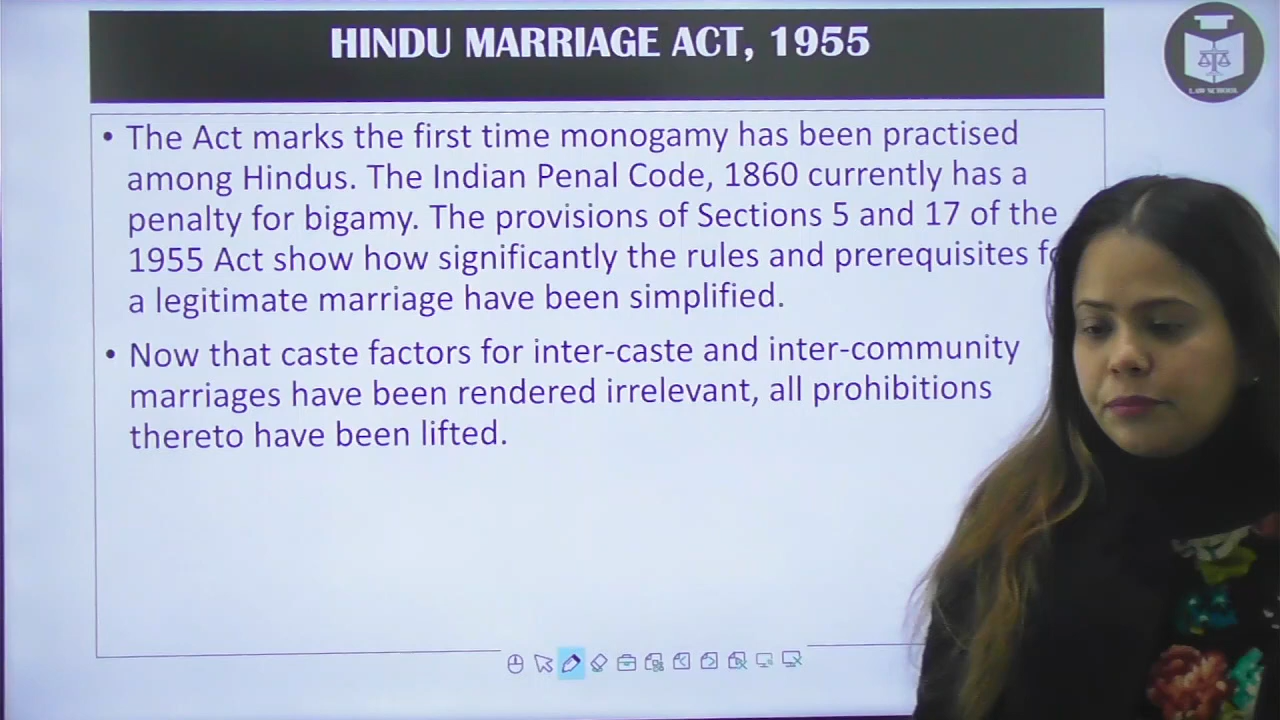 HINDU MARRIAGE ACT, 1955
LAW SCHOOL
• The Act marks the first time monogamy has been practised
among Hindus. The Indian Penal Code, 1860 currently has a
penalty for bigamy. The provisions of Sections 5 and 17 of the
1955 Act show how significantly the rules and prerequisites
a legitimate marriage have been simplified.
• Now that caste factors for inter-caste and inter-community
marriages have been rendered irrelevant, all prohibitions
thereto have been lifted.